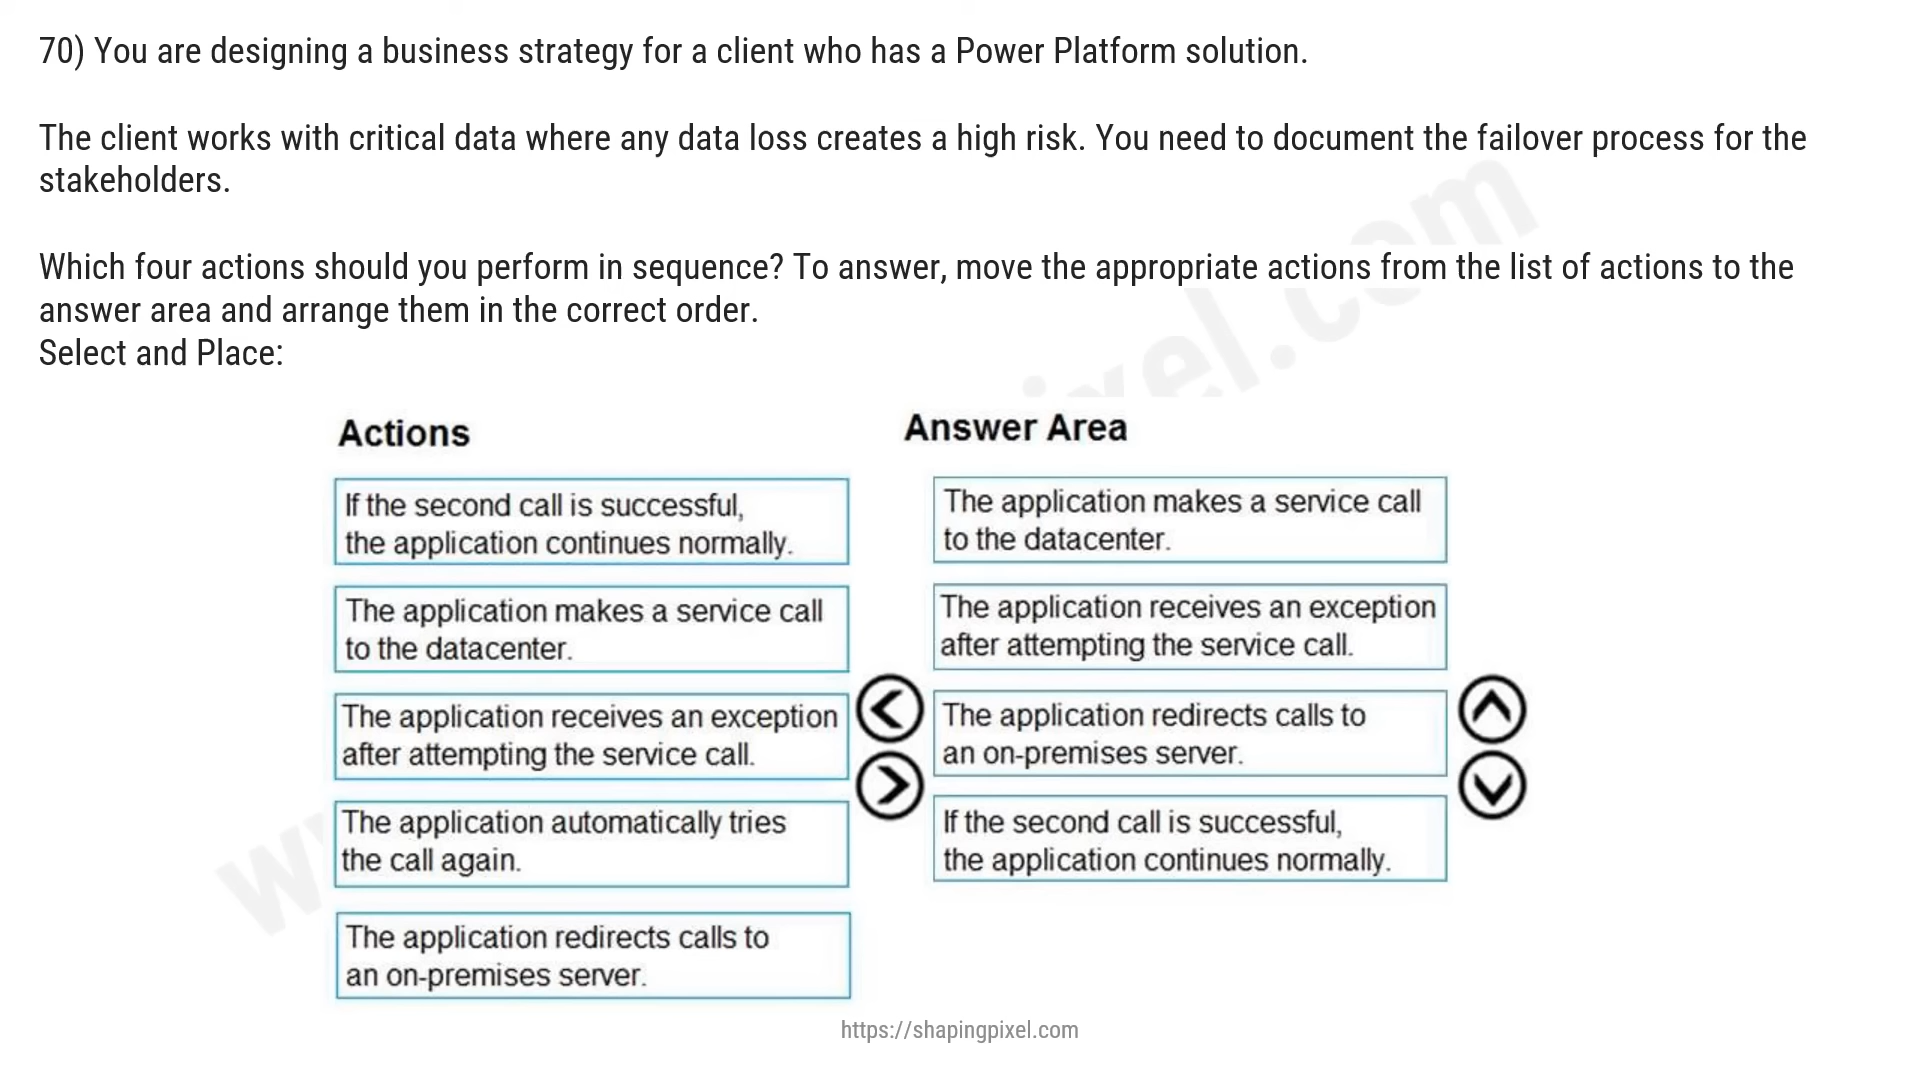 70) You are designing a business strategy for a client who has a Power Platform solution.
The client works with critical data where any data loss creates a high risk. You need to document the failover process for the
stakeholders.
Which four actions should you perform in sequence? To answer, move the appropriate actions from the list of actions to the
answer area and arrange them in the correct order.
Select and Place:
Actions
If the second call is successful,
the application continues normally.
The application makes a service call
to the datacenter.
The application receives an exception
after attempting the service call.
The application automatically tries
the call again.
The application redirects calls to
an on-premises server.
Answer Area
The application makes a service call
to the datacenter.
The application receives an exception
after attempting the service call.
The application redirects calls to
an on-premises server.
If the second call is successful,
the application continues normally.
https://shapingpixel.com